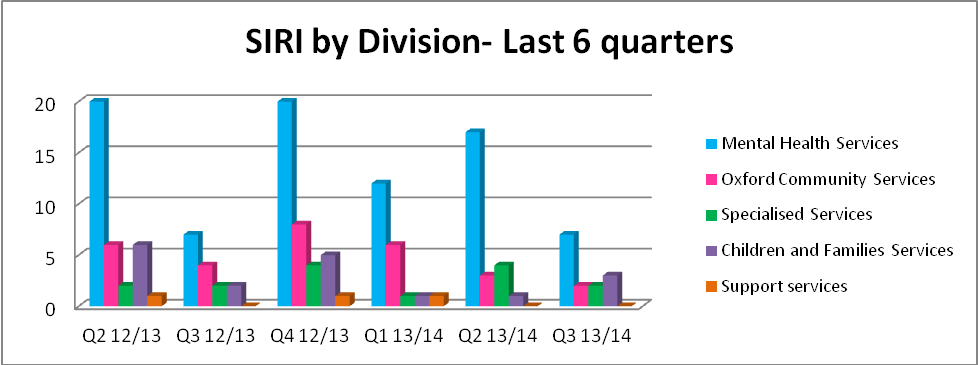 SIRI by Division- Last 6 quarters
20
15
10
5
0
Q2 12/13 Q3 12/13 Q4 12/13 Q1 13/14 Q2 13/14 Q3 13/14
Mental Health Services
Oxford Community Services
Specialised Services
Children and Families Services
Support services